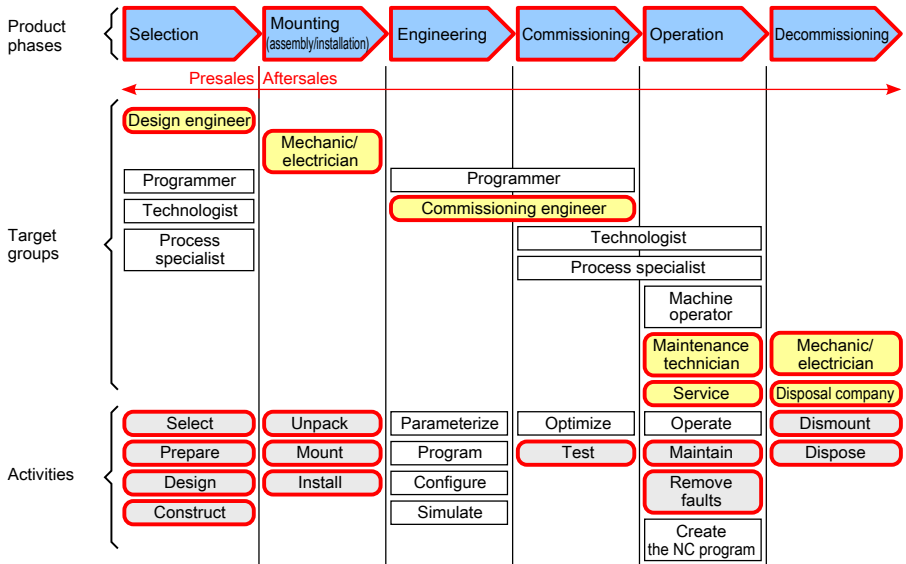 Product
phases
Selection
Mounting
(assembly/installation)
Engineering
Commissioning
Operation
Decommissioning
Presales
Aftersales
Target
groups
Design engineer
Mechanic/
electrician
Programmer
Programmer
Technologist
Commissioning engineer
Process
specialist
Technologist
Process specialist
Machine
operator
Maintenance
technician
Mechanic/
electrician
Service
Disposal company
Activities
Select
Unpack
Parameterize
Optimize
Operate
Dismount
Prepare
Mount
Program
Test
Maintain
Dispose
Design
Install
Configure
Remove
faults
Construct
Simulate
Create
the NC program